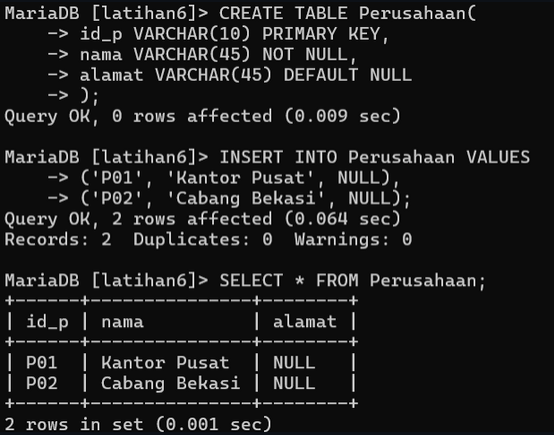 MariaDB [latihan6]> CREATE TABLE Perusahaan(
    -> id_p VARCHAR(10) PRIMARY KEY,
    -> nama VARCHAR(45) NOT NULL,
    -> alamat VARCHAR(45) DEFAULT NULL
    -> );
Query OK, 0 rows affected (0.009 sec)

MariaDB [latihan6]> INSERT INTO Perusahaan VALUES
    -> ('P01', 'Kantor Pusat', NULL),
    -> ('P02', 'Cabang Bekasi', NULL);
Query OK, 2 rows affected (0.064 sec)
Records: 2  Duplicates: 0  Warnings: 0

MariaDB [latihan6]> SELECT * FROM Perusahaan;
+------+---------------+--------+
| id_p | nama          | alamat |
+------+---------------+--------+
| P01  | Kantor Pusat  | NULL   |
| P02  | Cabang Bekasi | NULL   |
+------+---------------+--------+
2 rows in set (0.001 sec)